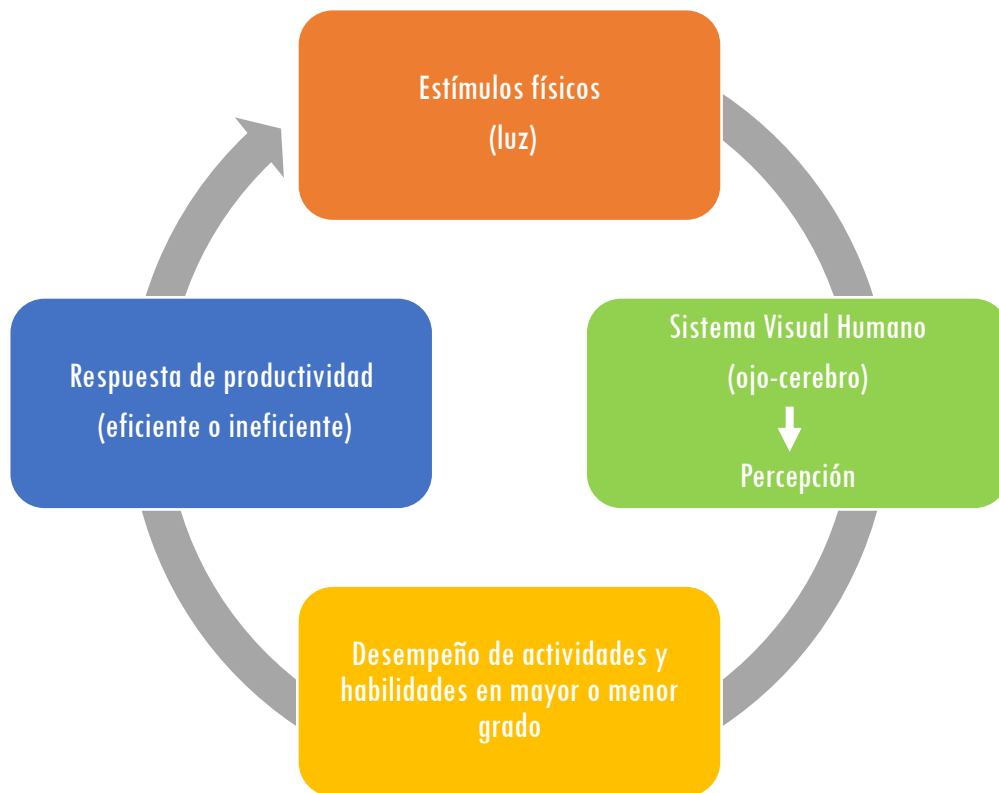 Estímulos físicos
(luz)
Sistema Visual Humano
(ojo-cerebro)
Percepción
Desempeño de actividades y
habilidades en mayor o menor
grado
Respuesta de productividad
(eficiente o ineficiente)